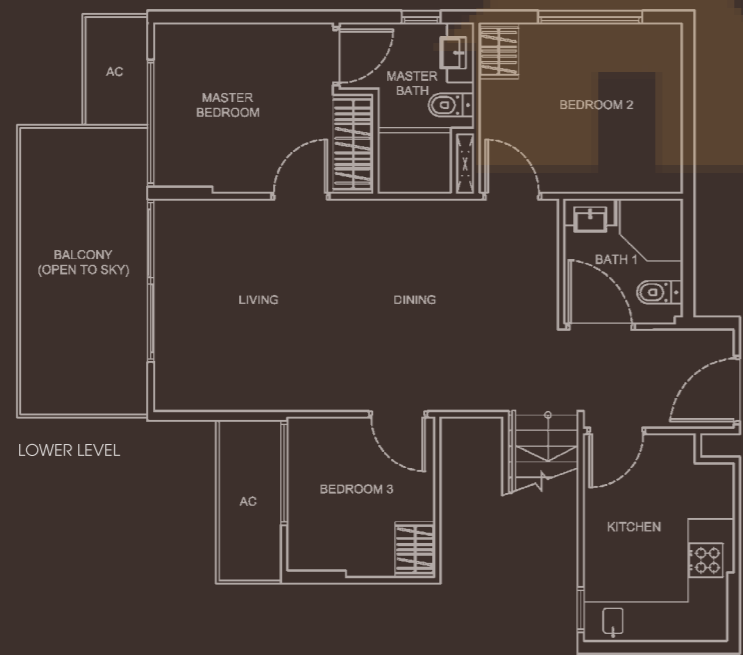 AC
MASTER
BEDROOM
MASTER
BATH
BEDROOM 2
BALCONY
(OPEN TO SKY)
LIVING
DINING
BATH 1
LOWER LEVEL
AC
BEDROOM 3
KITCHEN